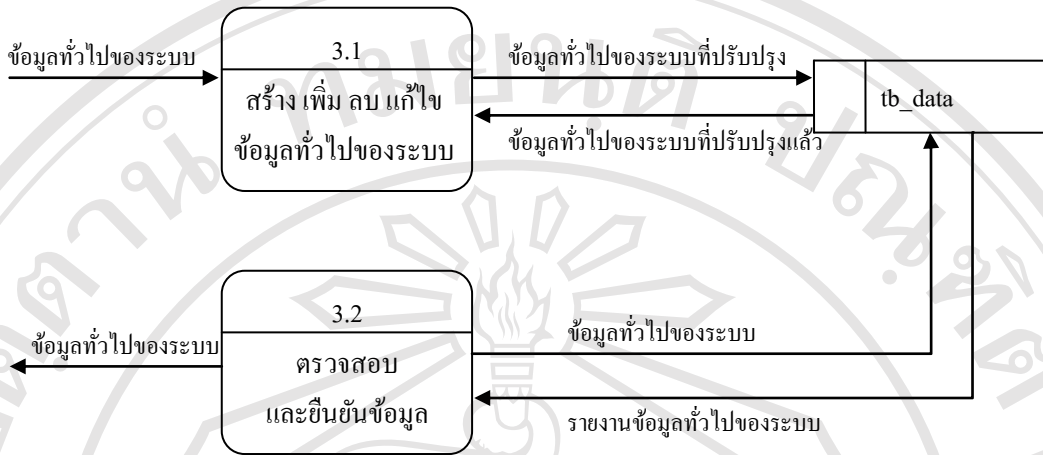 ข้อมูลทั่วไปของระบบ
3.1
สร้าง เพิ่ม ลบ แก้ไข
ข้อมูลทั่วไปของระบบ
ข้อมูลทั่วไปของระบบที่ปรับปรุง
ข้อมูลทั่วไปของระบบที่ปรับปรุงแล้ว
tb_data
3.2
ตรวจสอบ
และยืนยันข้อมูล
ข้อมูลทั่วไปของระบบ
ข้อมูลทั่วไปของระบบ
รายงานข้อมูลทั่วไปของระบบ